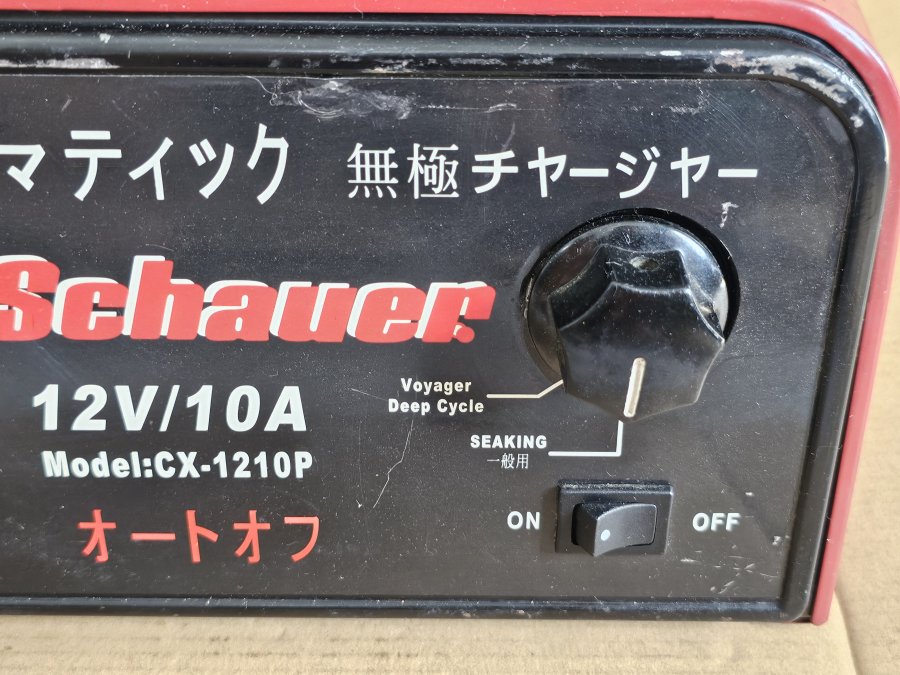 マティック 無極チャージャー
Schauer
12V/10A
Model:CX-1210P
オートオフ
Voyager
Deep Cycle
SEAKING
一般用
ON OFF